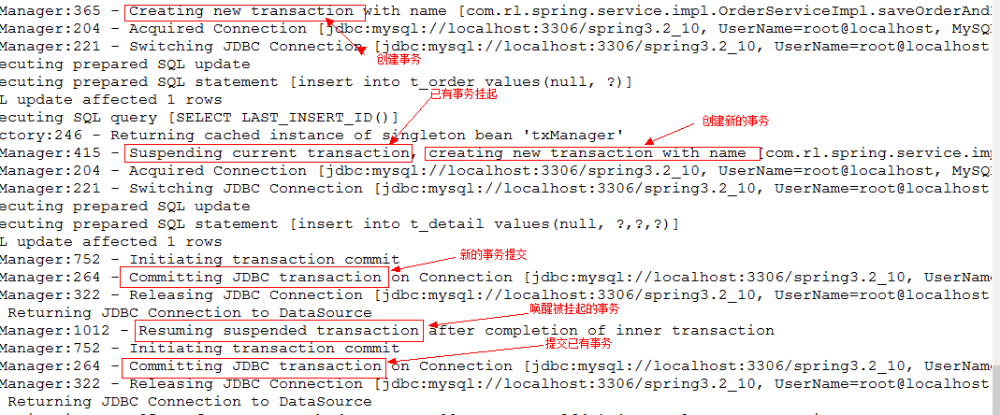 Manager:365 - Creating new transaction with name [com.rl.spring.service.impl.OrderServiceImpl.saveOrderAnd
Manager:204 - Acquired Connection [jdbc:mysql://localhost:3306/spring3.2_10, UserName=root@localhost, MySQ
Manager:221 - Switching JDBC Connection [jdbc:mysql://localhost:3306/spring3.2_10, UserName=root@localhost
创建事务
ecuting prepared SQL update
ecuting prepared SQL statement [insert into t_order values(null, ?)]
已有事务挂起
L update affected 1 rows
ecuting SQL query [SELECT LAST_INSERT_ID()]
创建新的事务
ctory:246 - Returning cached instance of singleton bean 'txManager'
Manager:415 - Suspending current transaction, creating new transaction with name [com.rl.spring.service.imp
Manager:204 - Acquired Connection [jdbc:mysql://localhost:3306/spring3.2_10, UserName=root@localhost, MySQ
Manager:221 - Switching JDBC Connection [jdbc:mysql://localhost:3306/spring3.2_10, UserName=root@localhost
ecuting prepared SQL update
ecuting prepared SQL statement [insert into t_detail values(null, ?,?,?)]
L update affected 1 rows
新的事务提交
Manager:752 - Initiating transaction commit
Manager:264 - Committing JDBC transaction on Connection [jdbc:mysql://localhost:3306/spring3.2_10, UserName
Manager:322 - Releasing JDBC Connection [jdbc:mysql://localhost:3306/spring3.2_10, UserName=root@localhost
唤醒被挂起的事务
Returning JDBC Connection to DataSource
Manager:1012 - Resuming suspended transaction after completion of inner transaction
提交已有事务
Manager:752 - Initiating transaction commit
Manager:264 - Committing JDBC transaction on Connection [jdbc:mysql://localhost:3306/spring3.2_10, UserName
Manager:322 - Releasing JDBC Connection [jdbc:mysql://localhost:3306/spring3.2_10, UserName=root@localhost
Returning JDBC Connection to DataSource